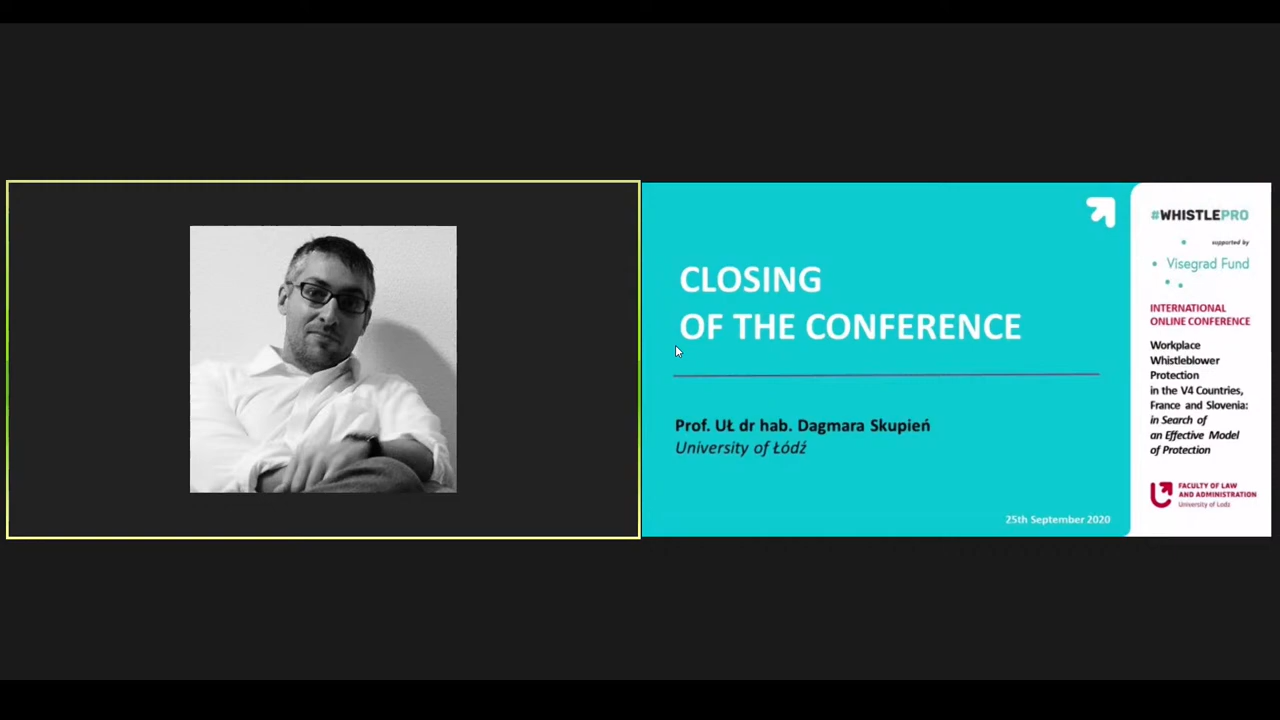 CLOSING
OF THE CONFERENCE
Prof. UŁ dr hab. Dagmara Skupień
University of Łódź
25th September 2020
#WHISTLEPRO
supported by
Visegrad Fund
INTERNATIONAL
ONLINE CONFERENCE
Workplace
Whistleblower
Protection
in the V4 Countries,
France and Slovenia:
in Search of
an Effective Model
of Protection
FACULTY OF LAW
AND ADMINISTRATION
University of Lodz